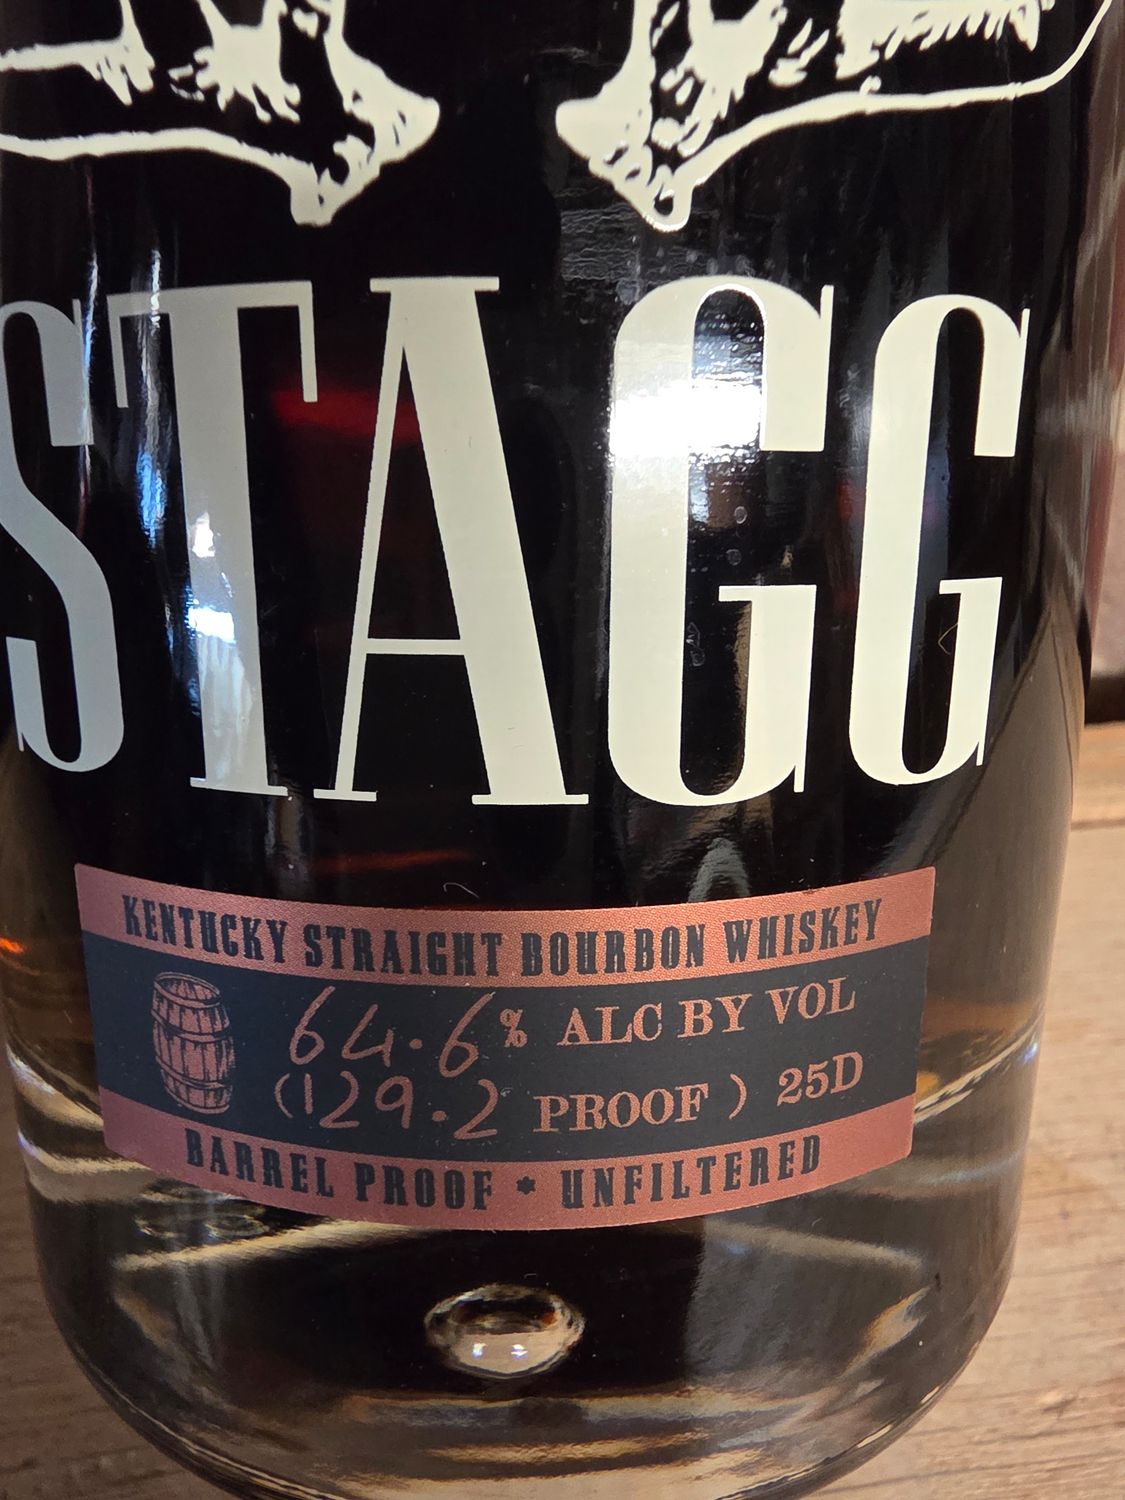 STAGG
KENTUCKY STRAIGHT BOURBON WHISKEY
64.6% ALC BY VOL
(129.2 PROOF) 25D
BARREL PROOF * UNFILTERED